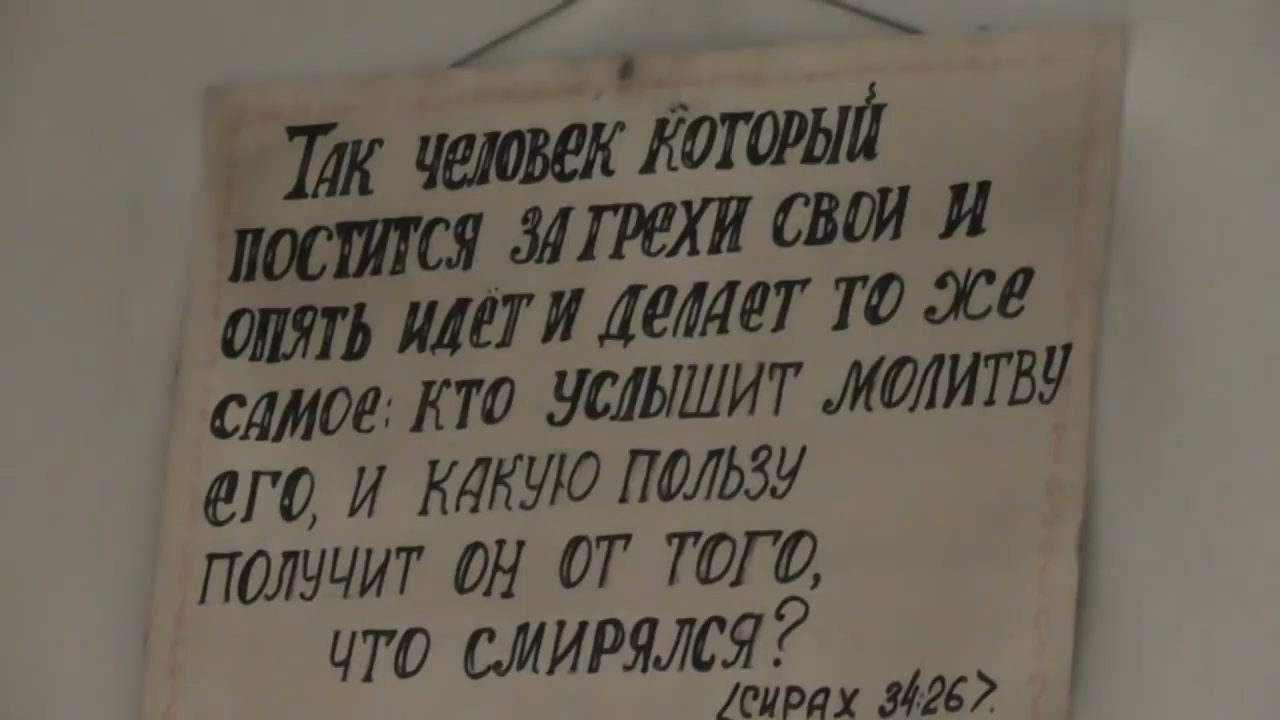 Так человек который
постится за грехи свои и
опять идёт и делает то же
самое: кто услышит молитву
его, и какую пользу
получит он от того,
что смирялся?
(Сирах 34:26).